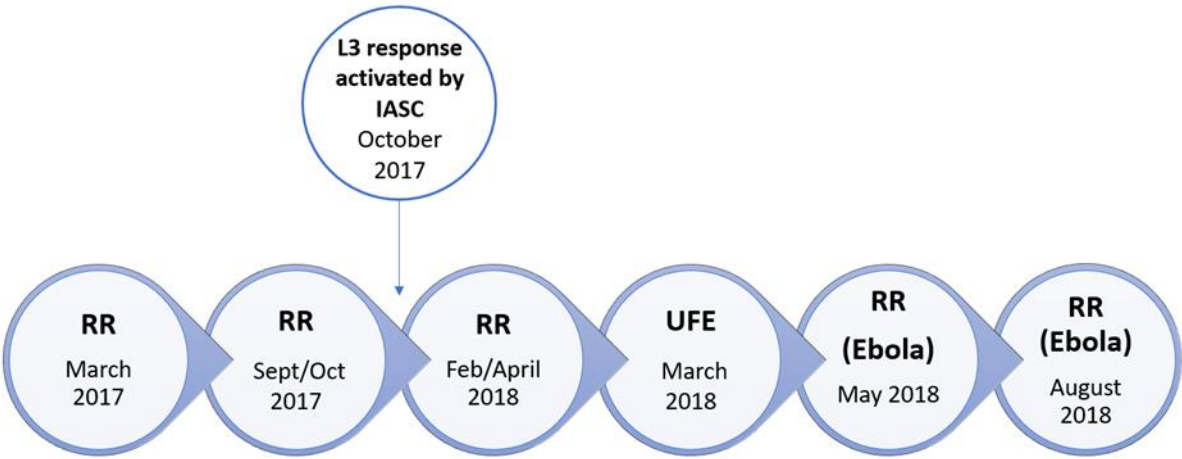 L3 response
activated by
IASC
October
2017
RR
March
2017
RR
Sept/Oct
2017
RR
Feb/April
2018
UFE
March
2018
RR
(Ebola)
May 2018
RR
(Ebola)
August
2018